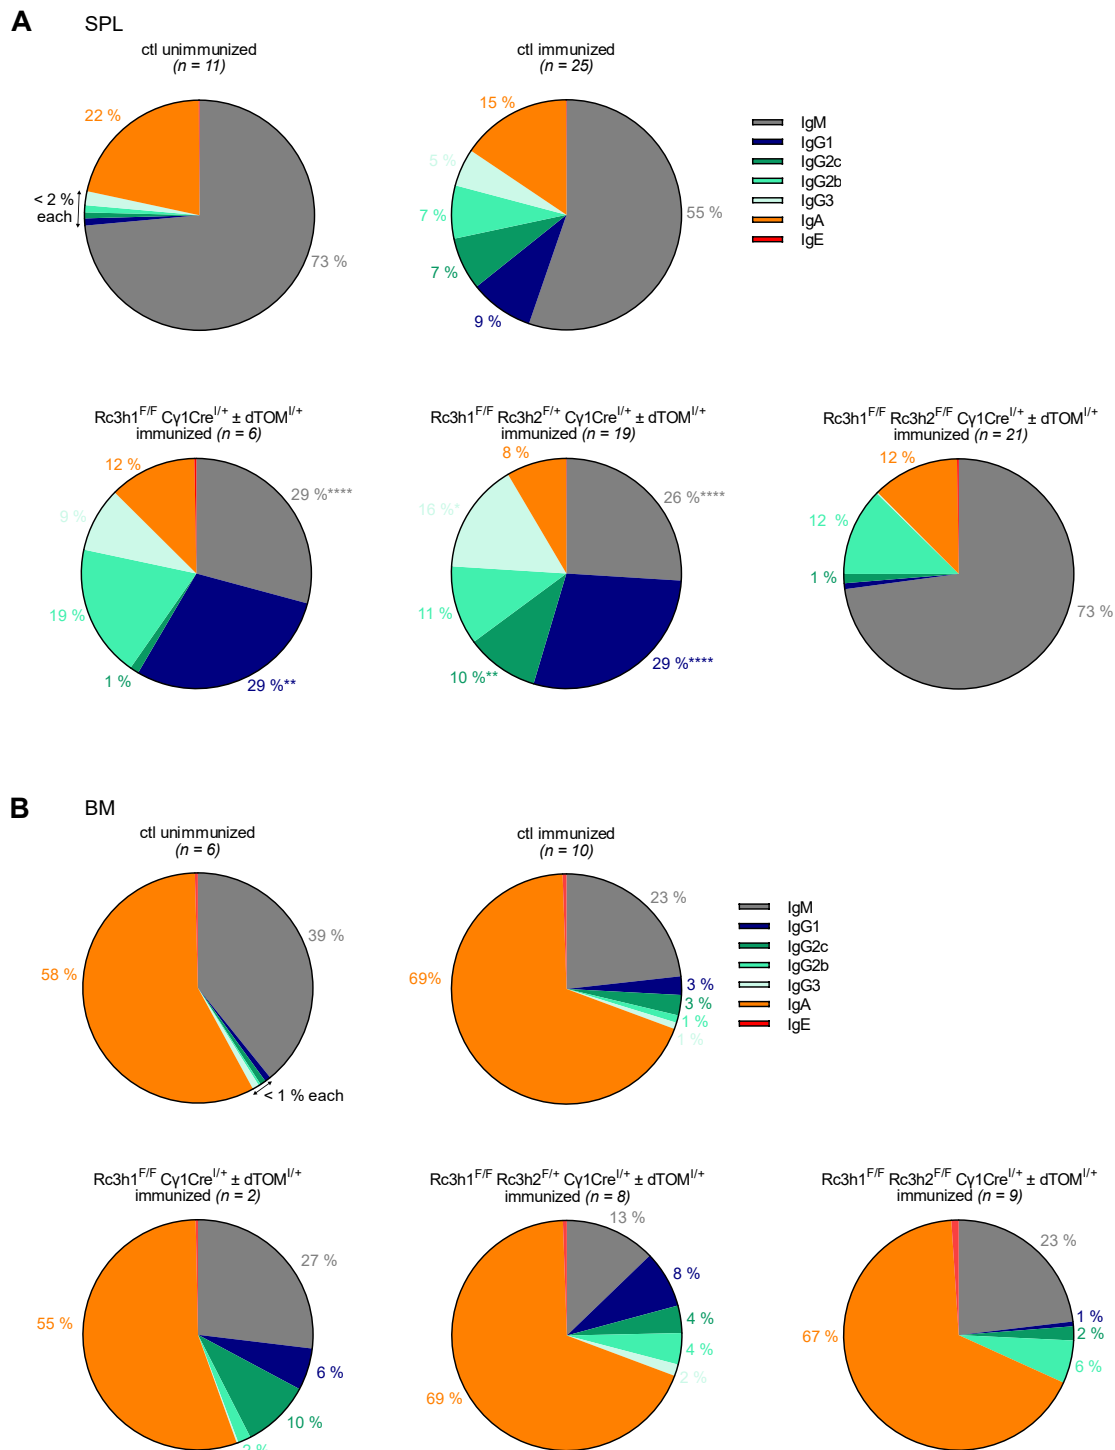 A SPL
ctl unimmunized
(n = 11)
22 %
< 2 %
each
73 %
ctl immunized
(n = 25)
15 %
5 %
7 %
7 %
9 %
55 %
IgM
IgG1
IgG2c
IgG2b
IgG3
IgA
IgE
Rc3h1F/F Cγ1CreI/+ ± dTOMI/+
immunized (n = 6)
12 %
9 %
19 %
1 %
29 %**
29 %****
Rc3h1F/F Rc3h2F/+ Cγ1CreI/+ ± dTOMI/+
immunized (n = 19)
8 %
16 %*
11 %
10 %**
29 %****
26 %****
Rc3h1F/F Rc3h2F/F Cγ1CreI/+ ± dTOMI/+
immunized (n = 21)
12 %
12 %
1 %
73 %
B BM
ctl unimmunized
(n = 6)
39 %
58 %
< 1 % each
ctl immunized
(n = 10)
23 %
69%
3 %
3 %
1 %
1 %
IgM
IgG1
IgG2c
IgG2b
IgG3
IgA
IgE
Rc3h1F/F Cγ1CreI/+ ± dTOMI/+
immunized (n = 2)
27 %
55 %
6 %
10 %
Rc3h1F/F Rc3h2F/+ Cγ1CreI/+ ± dTOMI/+
immunized (n = 8)
13 %
8 %
4 %
4 %
2 %
69 %
Rc3h1F/F Rc3h2F/F Cγ1CreI/+ ± dTOMI/+
immunized (n = 9)
23 %
1 %
2 %
6 %
67 %